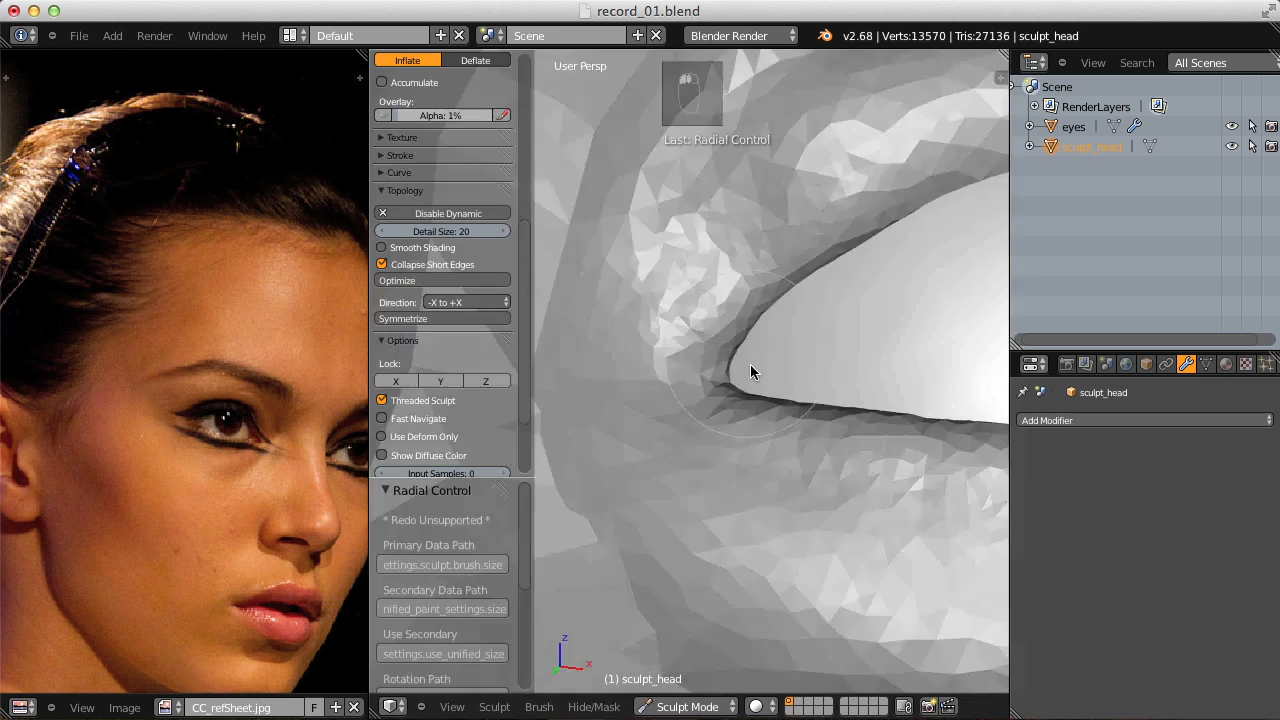 record_01.blend
File Add Render Window Help Default Scene Blender Render v2.68 | Verts:13570 | Tris:27136 | sculpt_head
Inflate Deflate
Accumulate
Overlay:
Alpha: 1%
Texture
Stroke
Curve
Topology
Disable Dynamic
Detail Size: 20
Smooth Shading
Collapse Short Edges
Optimize
Direction: -X to +X
Symmetrize
Options
Lock:
X Y Z
Threaded Sculpt
Fast Navigate
Use Deform Only
Show Diffuse Color
Input Samples: 0
Radial Control
* Redo Unsupported *
Primary Data Path
ettings.sculpt.brush.size
Secondary Data Path
nified_paint_settings.size
Use Secondary
settings.use_unified_size
Rotation Path
User Persp
Last: Radial Control
z
x
(1) sculpt_head
View Search All Scenes
Scene
RenderLayers |
eyes |
sculpt_head |
sculpt_head
Add Modifier
View Image CC_refSheet.jpg F
View Sculpt Brush Hide/Mask Sculpt Mode